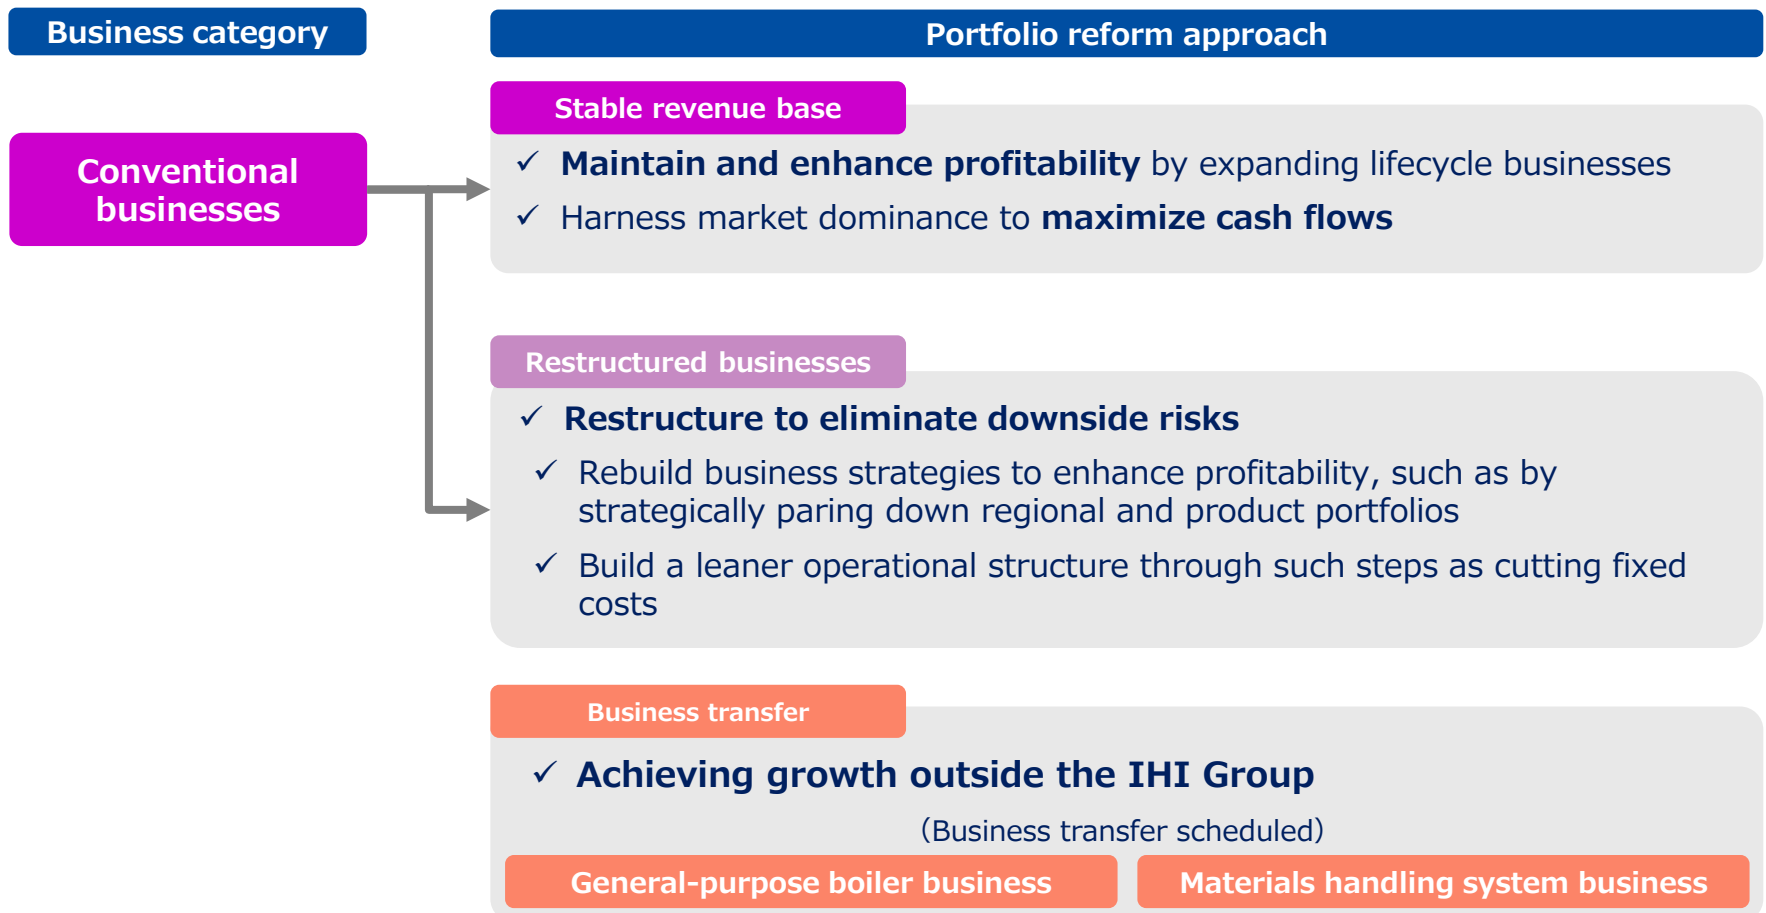 Business category
Portfolio reform approach
Stable revenue base
Conventional
businesses
✓ Maintain and enhance profitability by expanding lifecycle businesses
✓ Harness market dominance to maximize cash flows
Restructured businesses
✓ Restructure to eliminate downside risks
✓ Rebuild business strategies to enhance profitability, such as by
strategically paring down regional and product portfolios
✓ Build a leaner operational structure through such steps as cutting fixed
costs
Business transfer
✓ Achieving growth outside the IHI Group
（Business transfer scheduled）
General-purpose boiler business
Materials handling system business